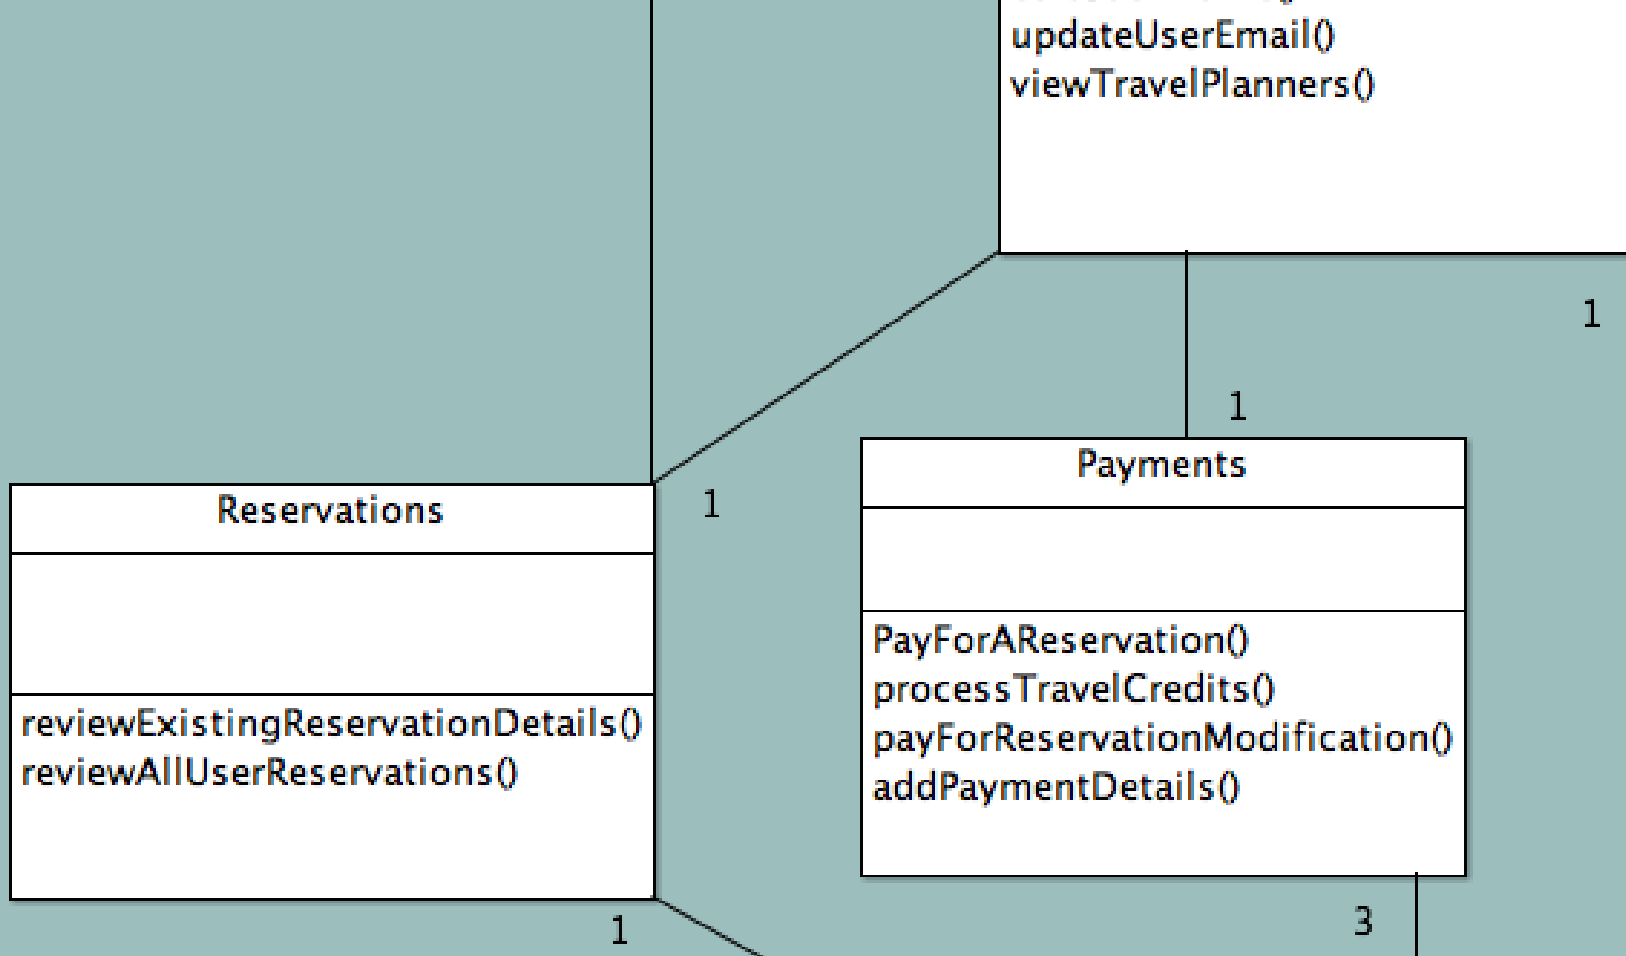 updateUserEmail()
viewTravelPlanners()
1
1
Payments
1
Reservations
PayForAReservation()
processTravelCredits()
payForReservationModification()
addPaymentDetails()
reviewExistingReservationDetails()
reviewAllUserReservations()
1
3